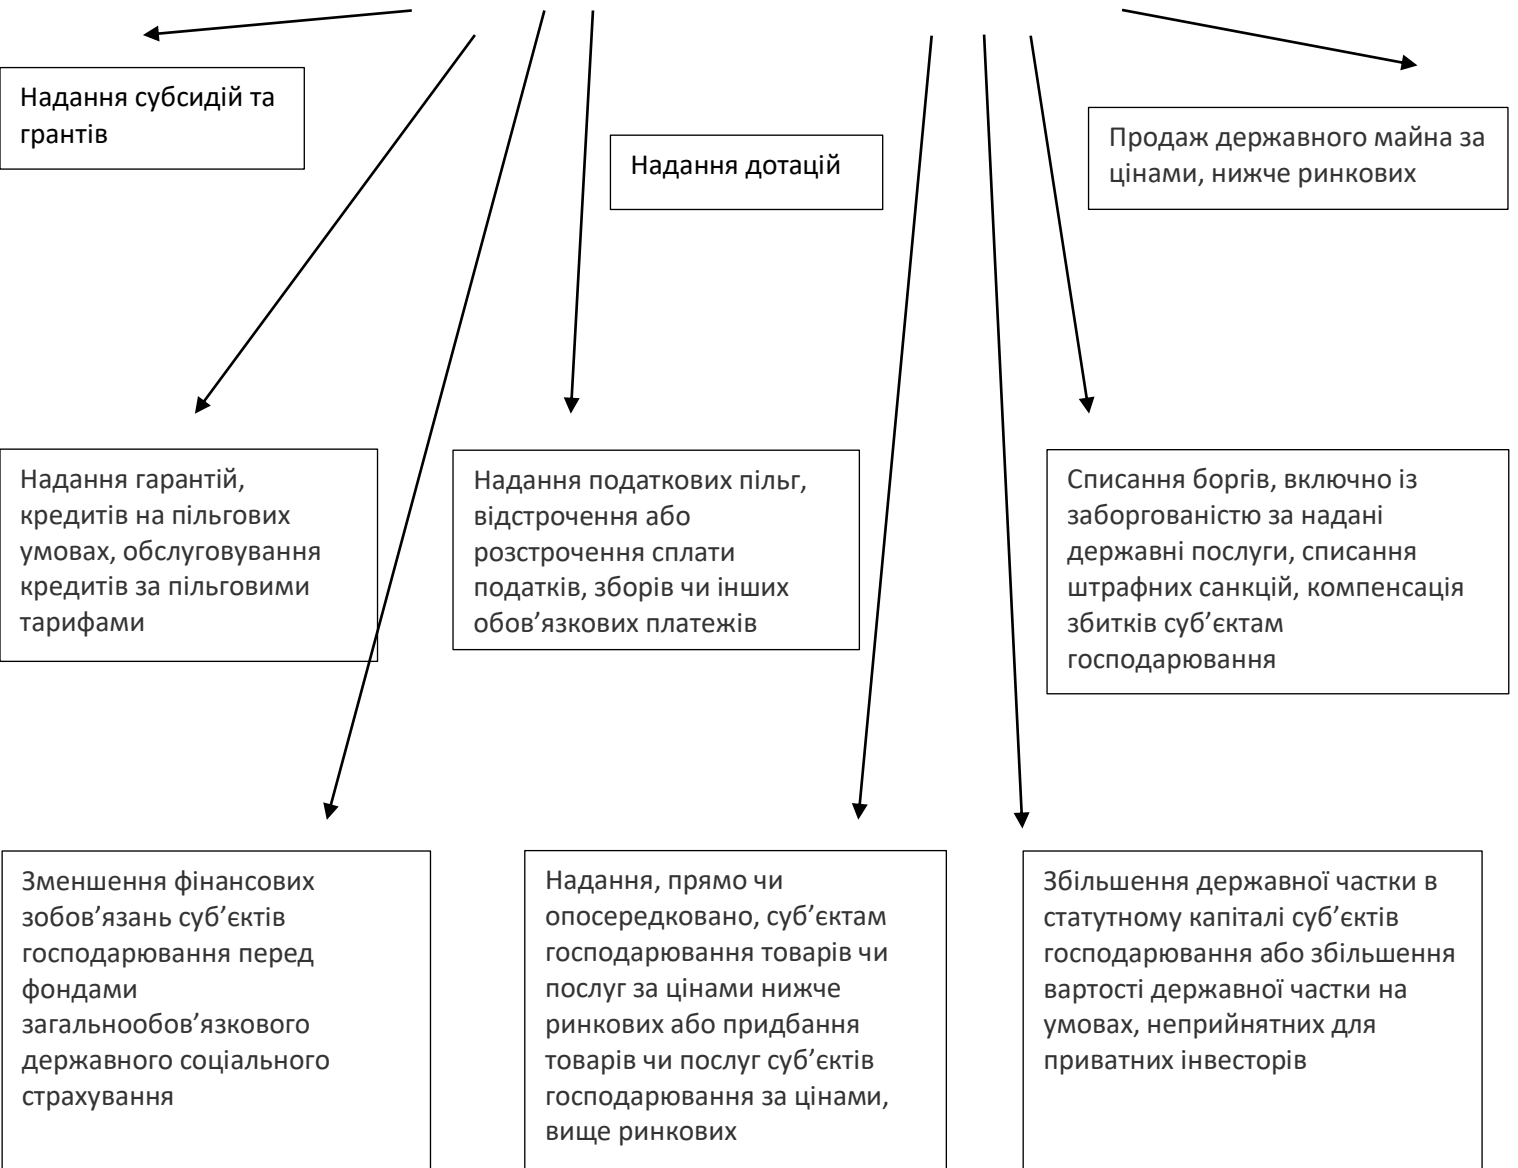 Надання субсидій та
грантів
Надання дотацій
Продаж державного майна за
цінами, нижче ринкових
Надання гарантій,
кредитів на пільгових
умовах, обслуговування
кредитів за пільговими
тарифами
Надання податкових пільг,
відстрочення або
розстрочення сплати
податків, зборів чи інших
обов’язкових платежів
Списання боргів, включно із
заборгованістю за надані
державні послуги, списання
штрафних санкцій, компенсація
збитків суб’єктам
господарювання
Зменшення фінансових
зобов’язань суб’єктів
господарювання перед
фондами
загальнообов’язкового
державного соціального
страхування
Надання, прямо чи
опосередковано, суб’єктам
господарювання товарів чи
послуг за цінами нижче
ринкових або придбання
товарів чи послуг суб’єктів
господарювання за цінами,
вище ринкових
Збільшення державної частки в
статутному капіталі суб’єктів
господарювання або збільшення
вартості державної частки на
умовах, неприйнятних для
приватних інвесторів